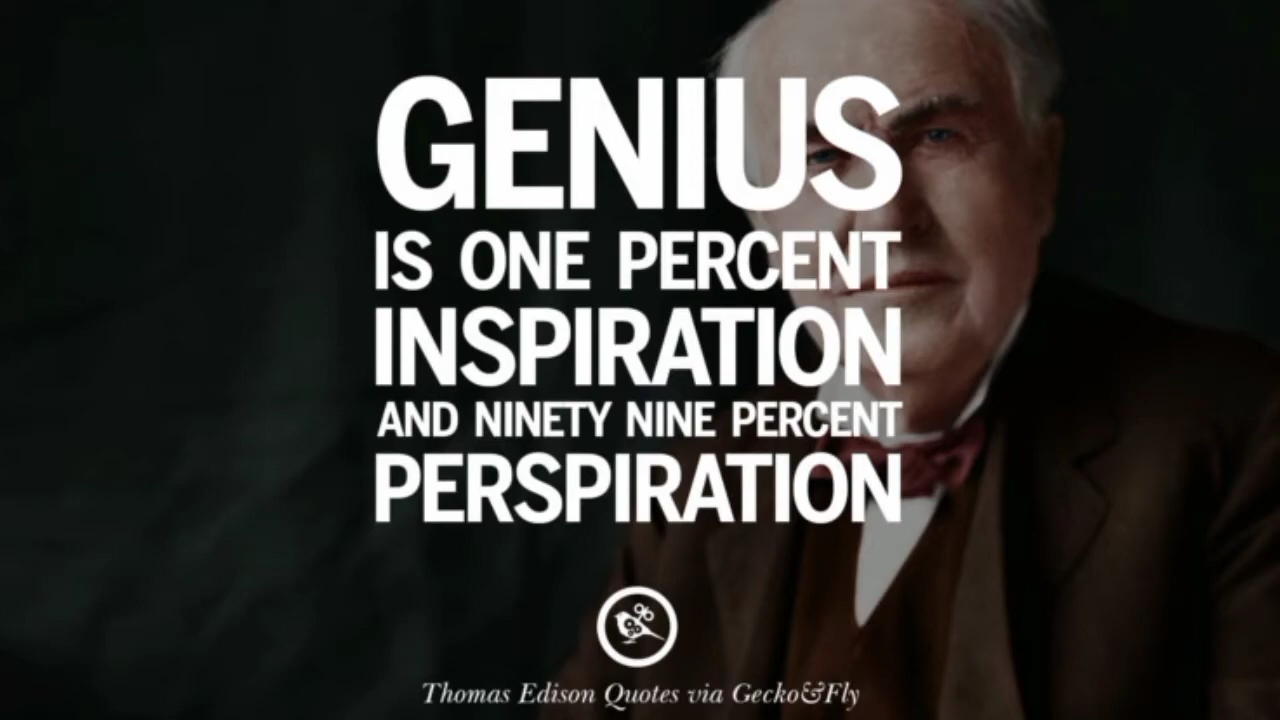 GENIUS
IS ONE PERCENT
INSPIRATION
AND NINETY NINE PERCENT
PERSPIRATION
Thomas Edison Quotes via Gecko&Fly